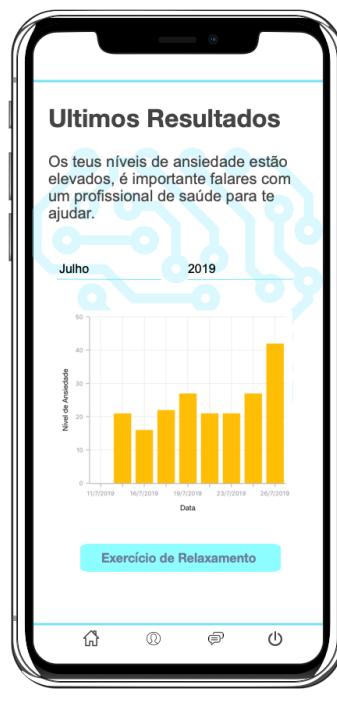 Ultimos Resultados
Os teus níveis de ansiedade estão
elevados, é importante falares com
um profissional de saúde para te
ajudar.
Julho 2019
50
40
30
20
10
0
Nível de Ansiedade
11/7/2019 16/7/2019 19/7/2019 23/7/2019 26/7/2019
Data
Exercício de Relaxamento